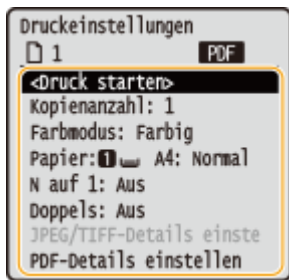 Druckeinstellungen
1 PDF
<Druck starten>
Kopienanzahl: 1
Farbmodus: Farbig
Papier: 1 A4: Normal
N auf 1: Aus
Doppels: Aus
JPEG/TIFF-Details einste
PDF-Details einstellen